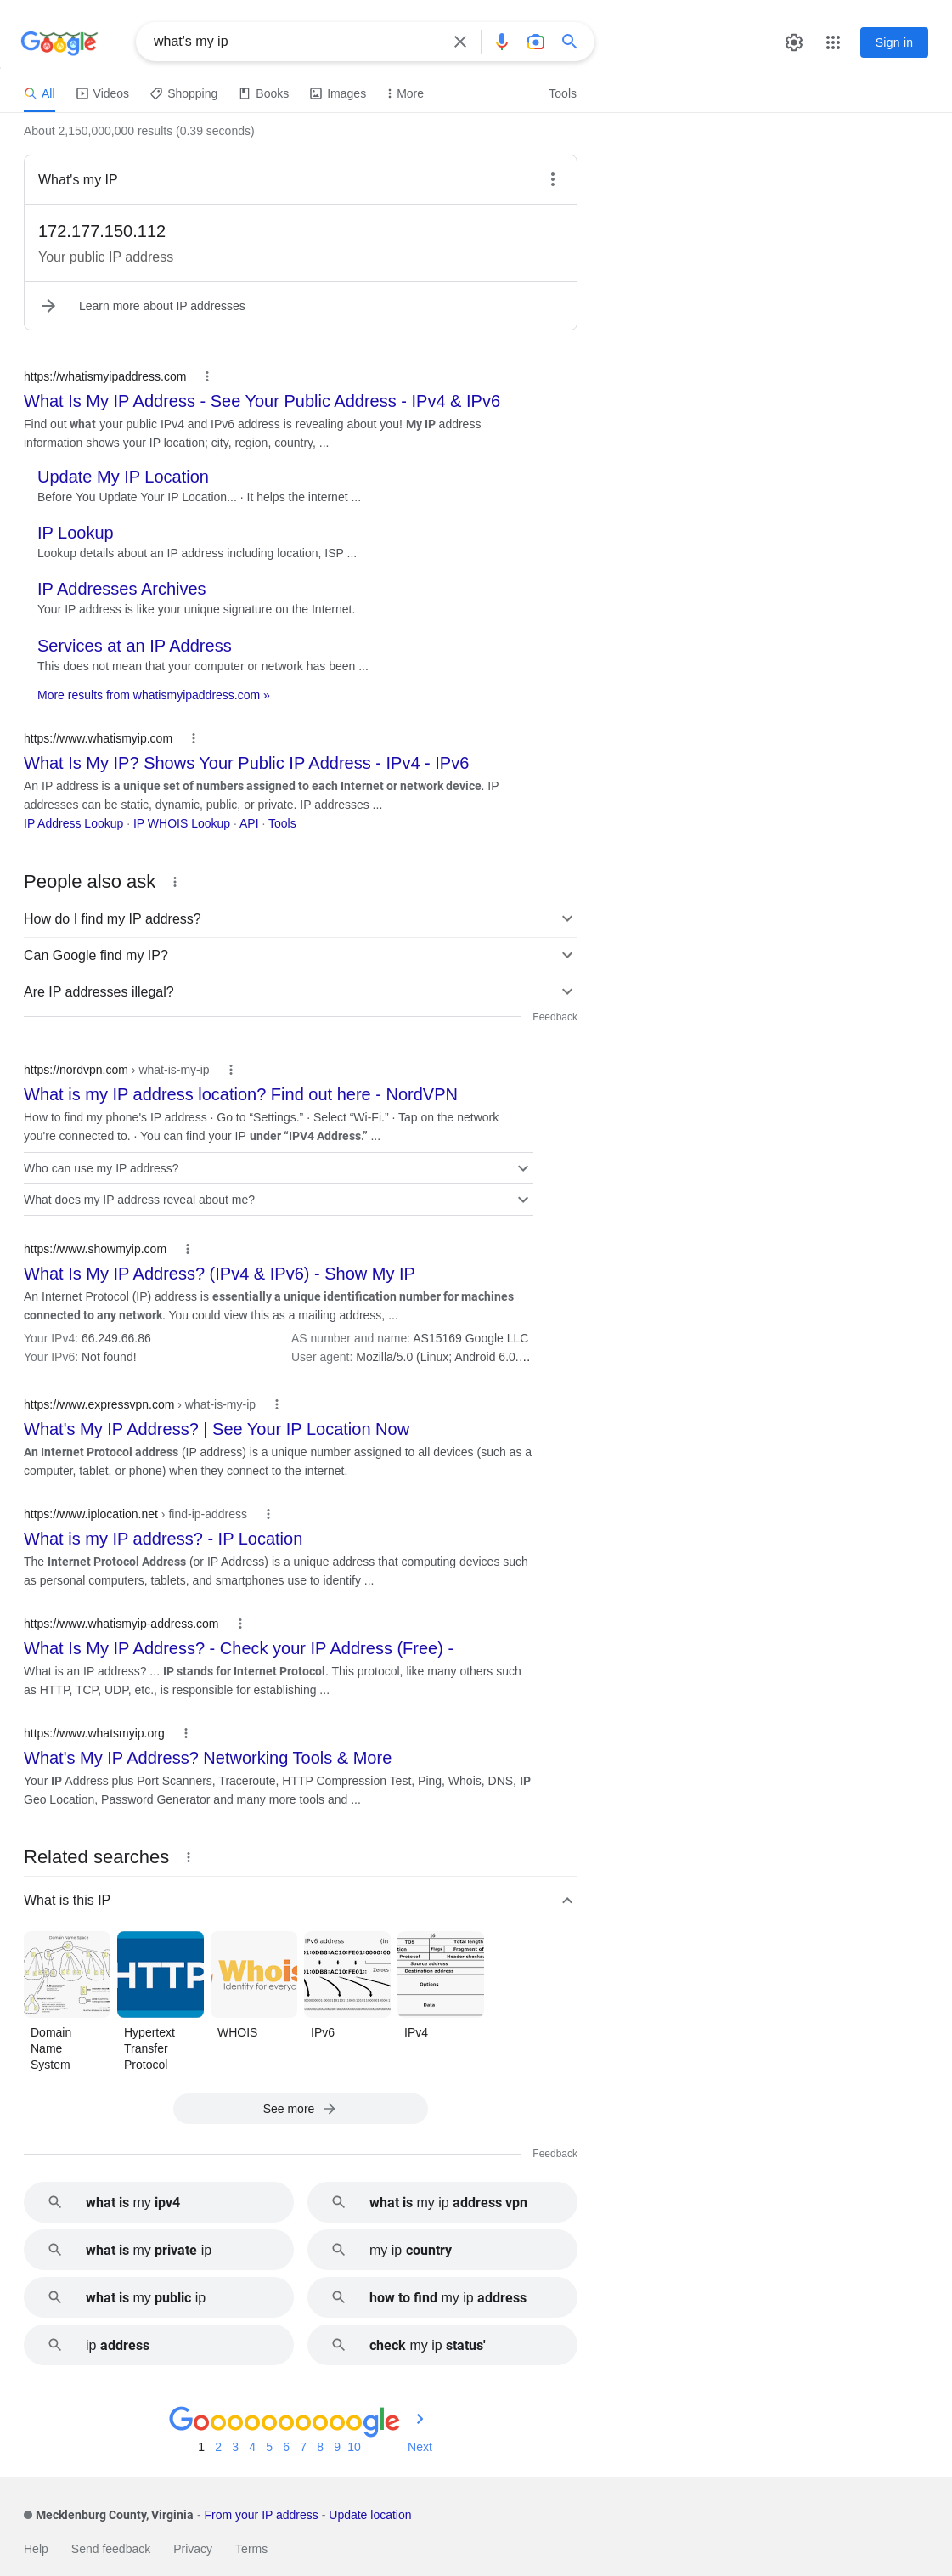 Google
what's my ip
Sign in
All
Videos
Shopping
Books
Images
More
Tools
About 2,150,000,000 results (0.39 seconds)
What's my IP
172.177.150.112
Your public IP address
Learn more about IP addresses
https://whatismyipaddress.com
What Is My IP Address - See Your Public Address - IPv4 & IPv6
Find out what your public IPv4 and IPv6 address is revealing about you! My IP address
information shows your IP location; city, region, country, ...
Update My IP Location
Before You Update Your IP Location... · It helps the internet ...
IP Lookup
Lookup details about an IP address including location, ISP ...
IP Addresses Archives
Your IP address is like your unique signature on the Internet.
Services at an IP Address
This does not mean that your computer or network has been ...
More results from whatismyipaddress.com »
https://www.whatismyip.com
What Is My IP? Shows Your Public IP Address - IPv4 - IPv6
An IP address is a unique set of numbers assigned to each Internet or network device. IP
addresses can be static, dynamic, public, or private. IP addresses ...
IP Address Lookup · IP WHOIS Lookup · API · Tools
People also ask
How do I find my IP address?
Can Google find my IP?
Are IP addresses illegal?
Feedback
https://nordvpn.com › what-is-my-ip
What is my IP address location? Find out here - NordVPN
How to find my phone's IP address · Go to “Settings.” · Select “Wi-Fi.” · Tap on the network
you're connected to. · You can find your IP under “IPV4 Address.” ...
Who can use my IP address?
What does my IP address reveal about me?
https://www.showmyip.com
What Is My IP Address? (IPv4 & IPv6) - Show My IP
An Internet Protocol (IP) address is essentially a unique identification number for machines
connected to any network. You could view this as a mailing address, ...
Your IPv4: 66.249.66.86
AS number and name: AS15169 Google LLC
Your IPv6: Not found!
User agent: Mozilla/5.0 (Linux; Android 6.0....
https://www.expressvpn.com › what-is-my-ip
What's My IP Address? | See Your IP Location Now
An Internet Protocol address (IP address) is a unique number assigned to all devices (such as a
computer, tablet, or phone) when they connect to the internet.
https://www.iplocation.net › find-ip-address
What is my IP address? - IP Location
The Internet Protocol Address (or IP Address) is a unique address that computing devices such
as personal computers, tablets, and smartphones use to identify ...
https://www.whatismyip-address.com
What Is My IP Address? - Check your IP Address (Free) -
What is an IP address? ... IP stands for Internet Protocol. This protocol, like many others such
as HTTP, TCP, UDP, etc., is responsible for establishing ...
https://www.whatsmyip.org
What's My IP Address? Networking Tools & More
Your IP Address plus Port Scanners, Traceroute, HTTP Compression Test, Ping, Whois, DNS, IP
Geo Location, Password Generator and many more tools and ...
Related searches
What is this IP
Domain Name Space
HTTP
Whois
Identity for everyo
IPv6 address (in
Zeroes
16
TOS
Total length
Flags
Fragment of
Protocol
Header checksu
Source address
Destination address
Options
Data
Domain
Name
System
Hypertext
Transfer
Protocol
WHOIS
IPv6
IPv4
See more
Feedback
what is my ipv4
what is my ip address vpn
what is my private ip
my ip country
what is my public ip
how to find my ip address
ip address
check my ip status'
Goooooooooogle
1 2 3 4 5 6 7 8 9 10 Next
Mecklenburg County, Virginia - From your IP address - Update location
Help
Send feedback
Privacy
Terms